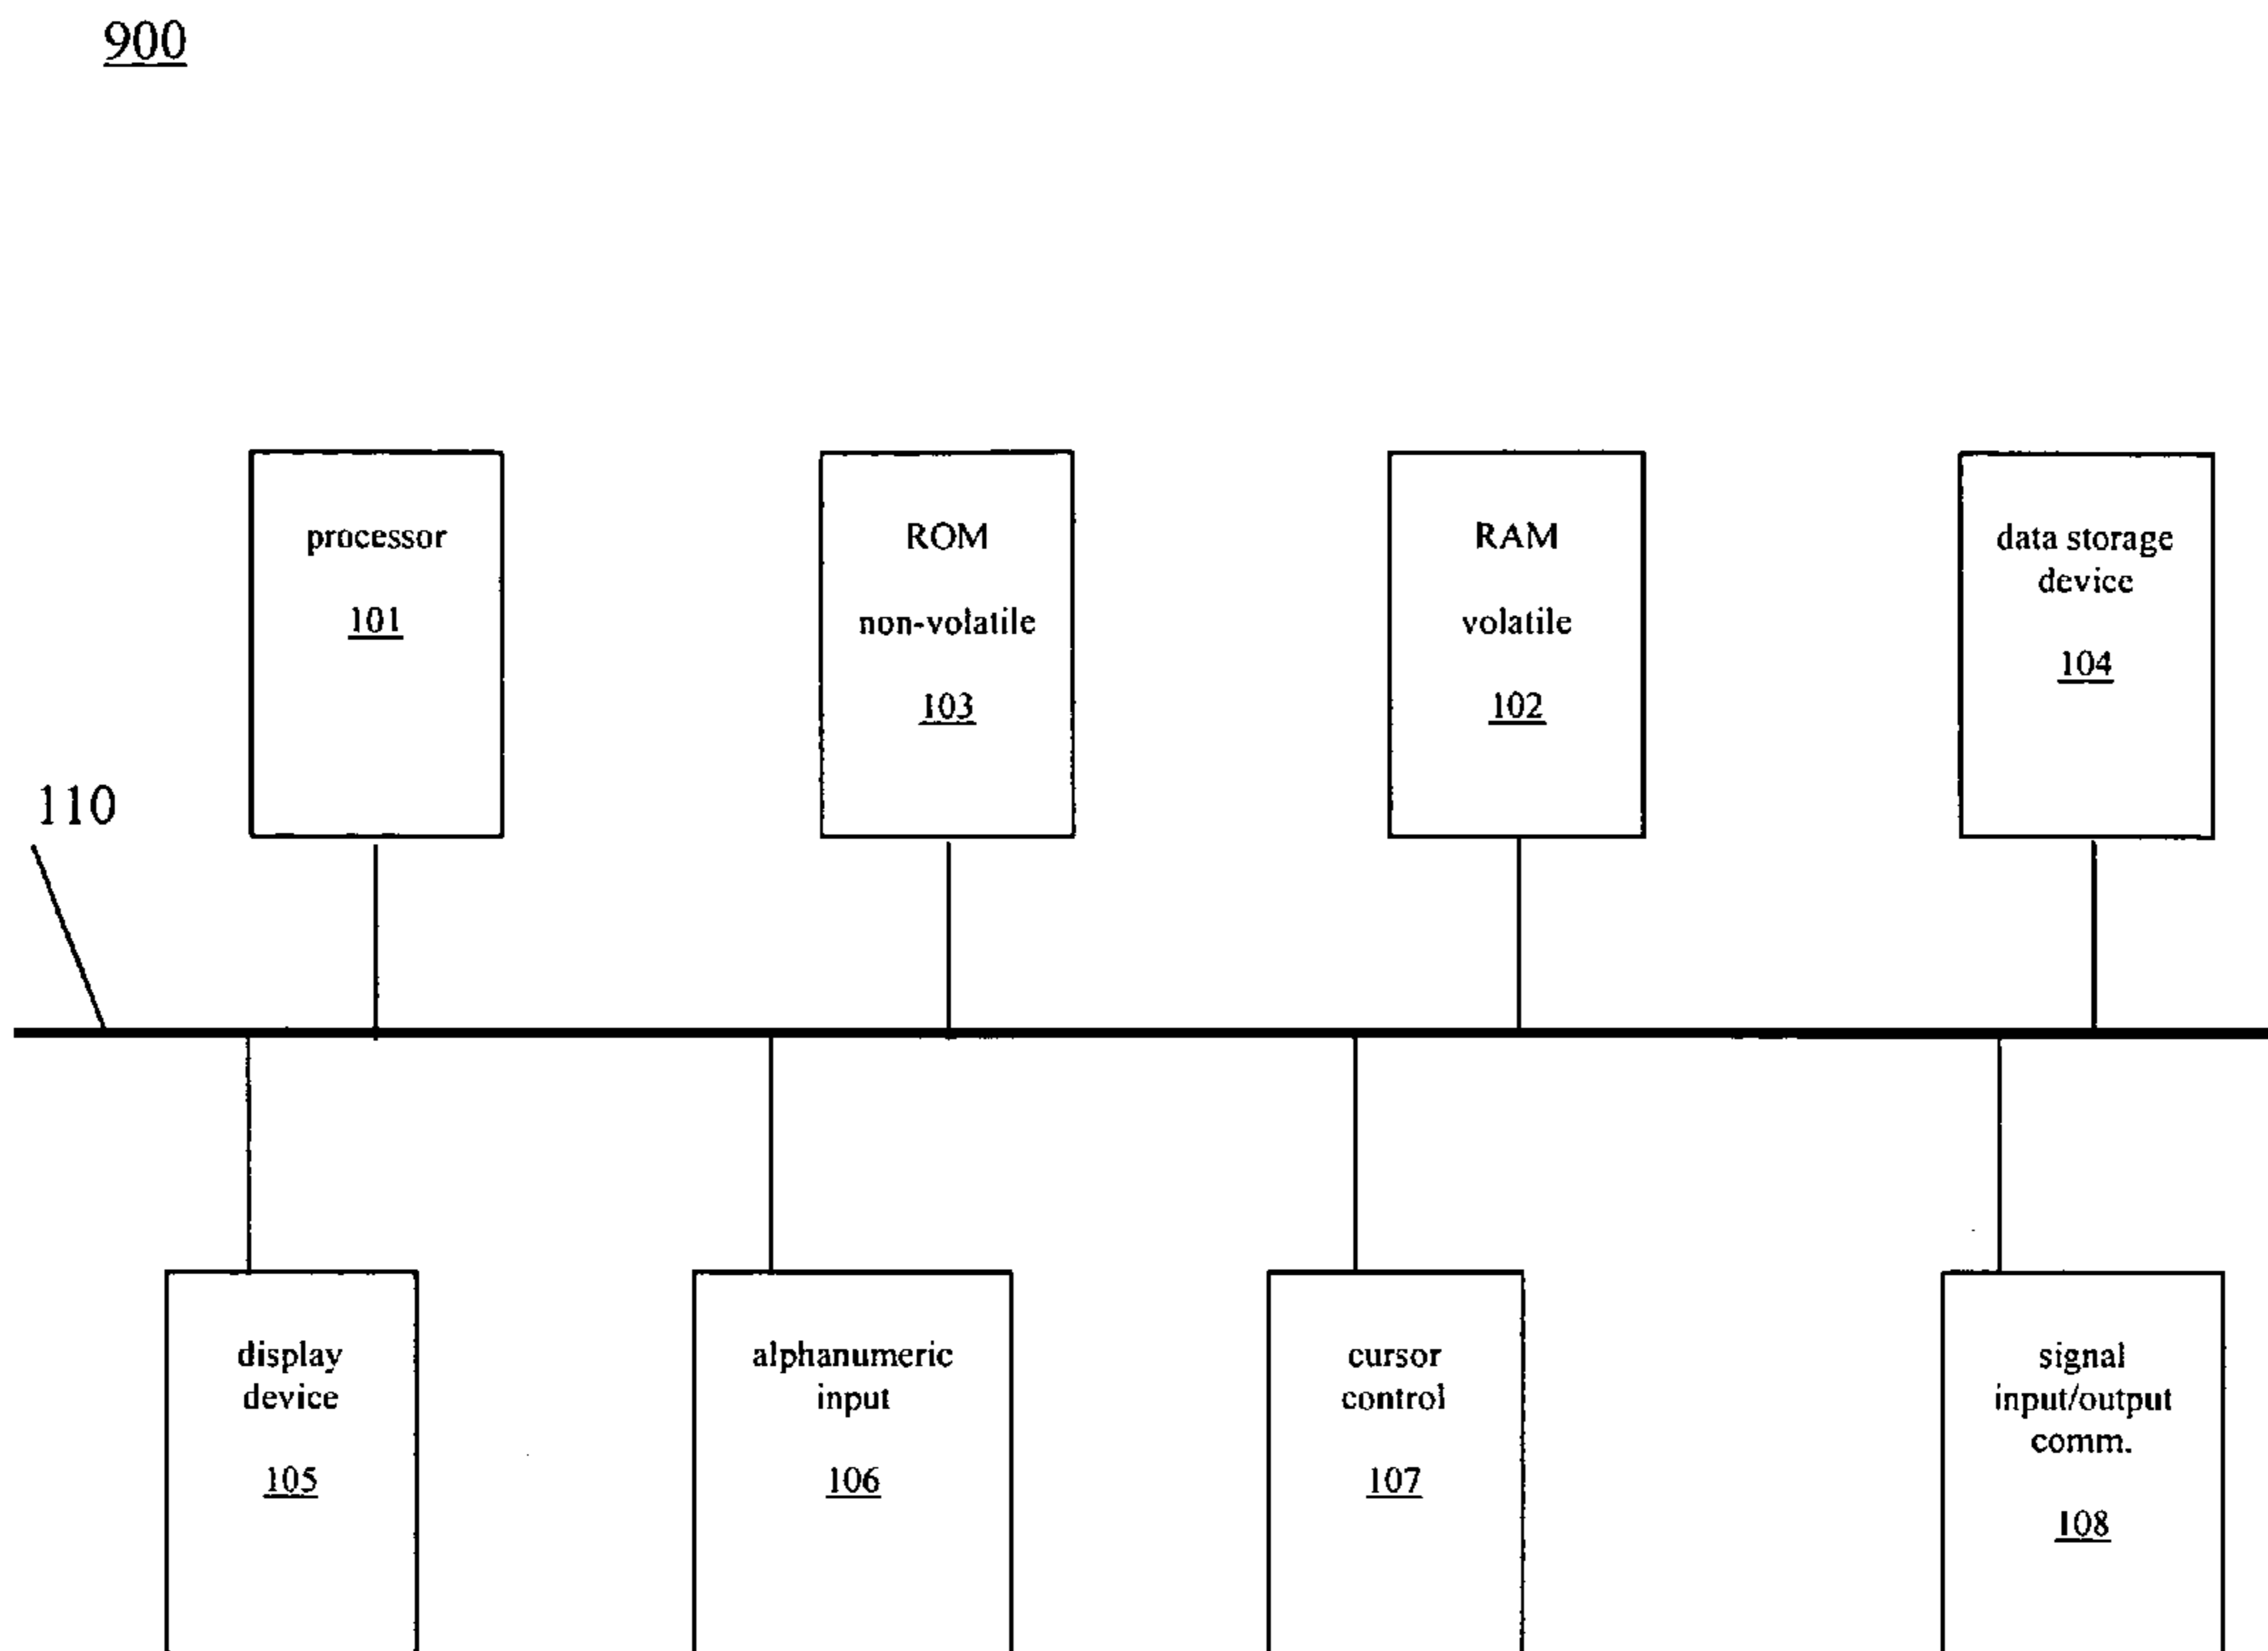 900
processor
101
ROM
non-volatile
103
RAM
volatile
102
data storage
device
104
110
display
device
105
alphanumeric
input
106
cursor
control
107
signal
input/output
comm.
108